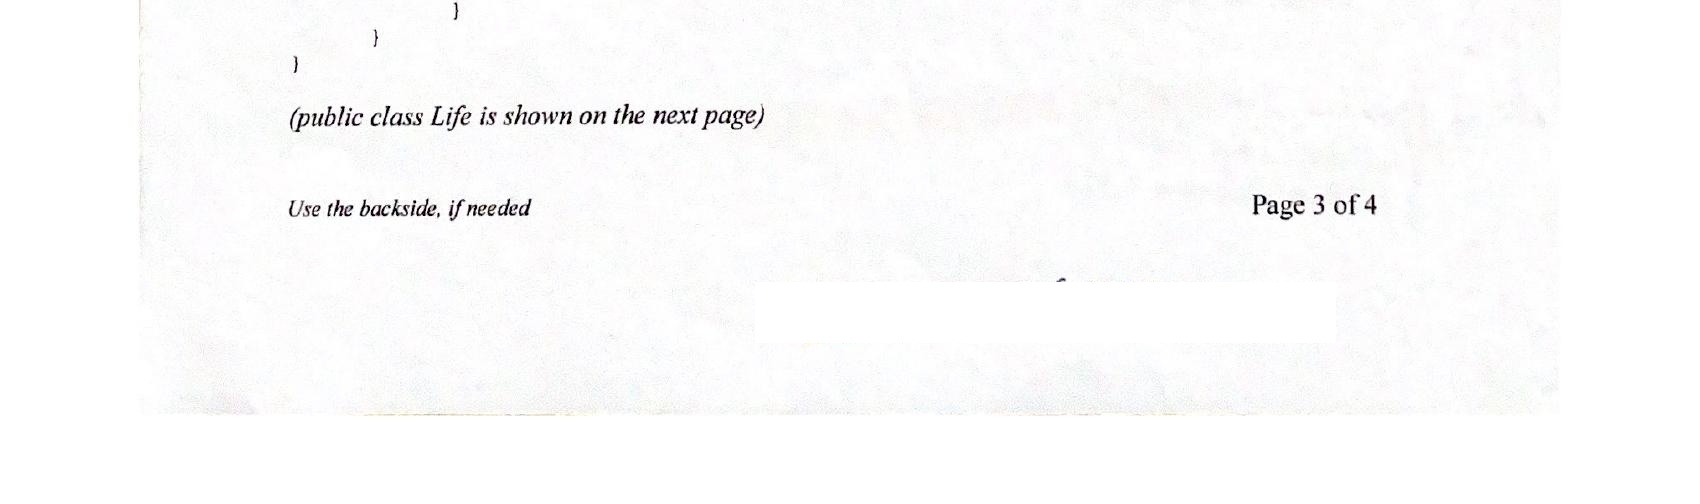 }
}
}
(public class Life is shown on the next page)
Use the backside, if needed
Page 3 of 4